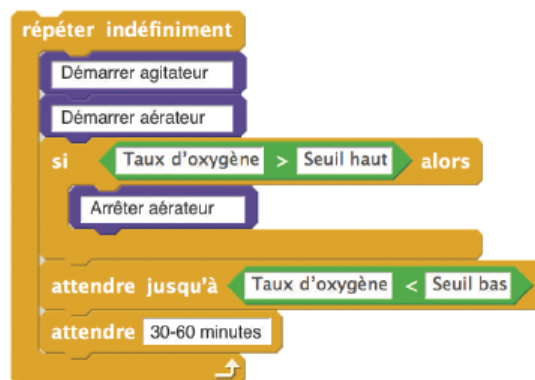 répéter indéfiniment
Démarrer agitateur
Démarrer aérateur
si Taux d'oxygène > Seuil haut alors
Arrêter aérateur
attendre jusqu'à Taux d'oxygène < Seuil bas
attendre 30-60 minutes